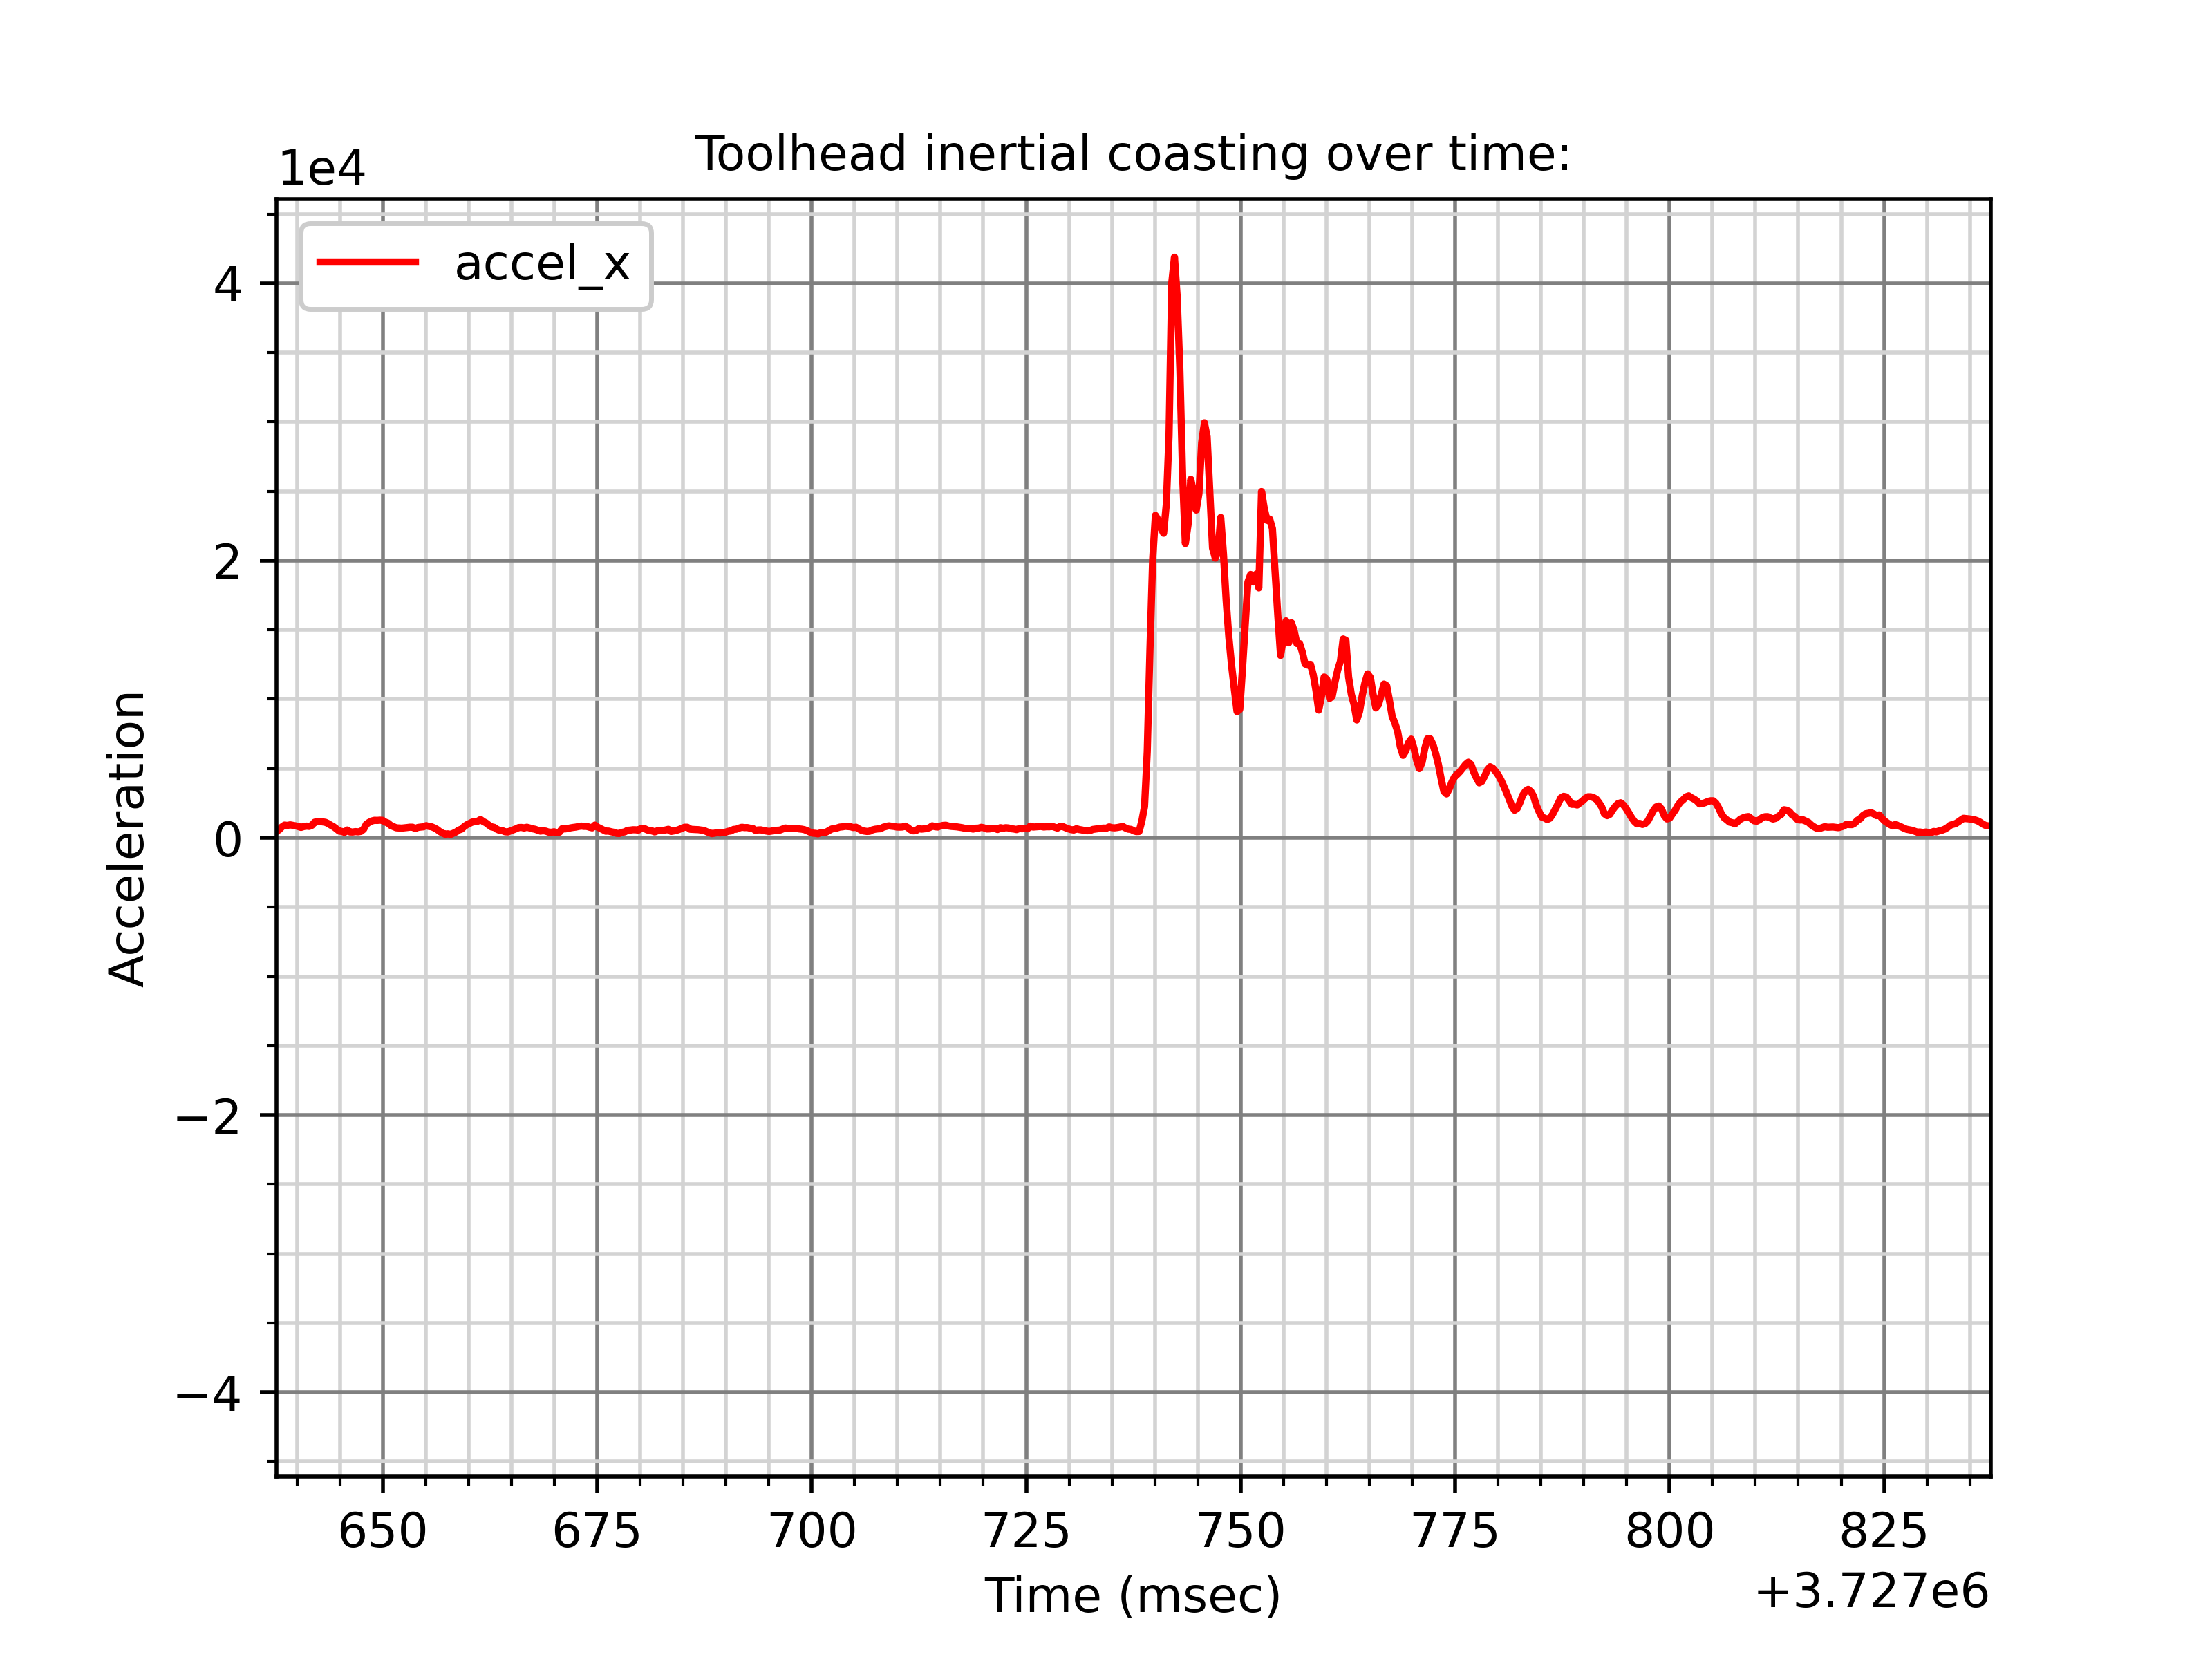 Toolhead inertial coasting over time:
1e4
accel_x
4
2
0
−2
−4
Acceleration
650 675 700 725 750 775 800 825
Time (msec)
+3.727e6